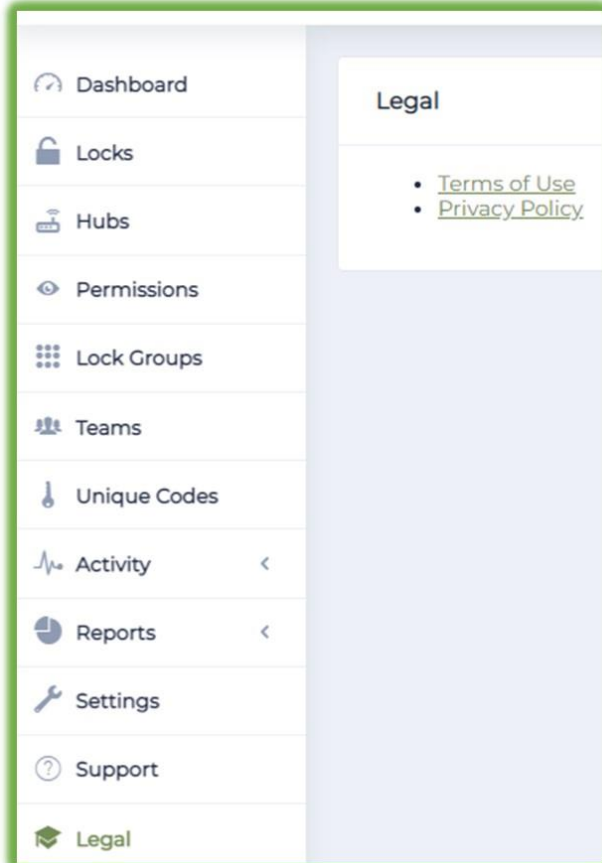 Dashboard
Locks
Hubs
Permissions
Lock Groups
Teams
Unique Codes
Activity
Reports
Settings
Support
Legal
Legal
Terms of Use
Privacy Policy